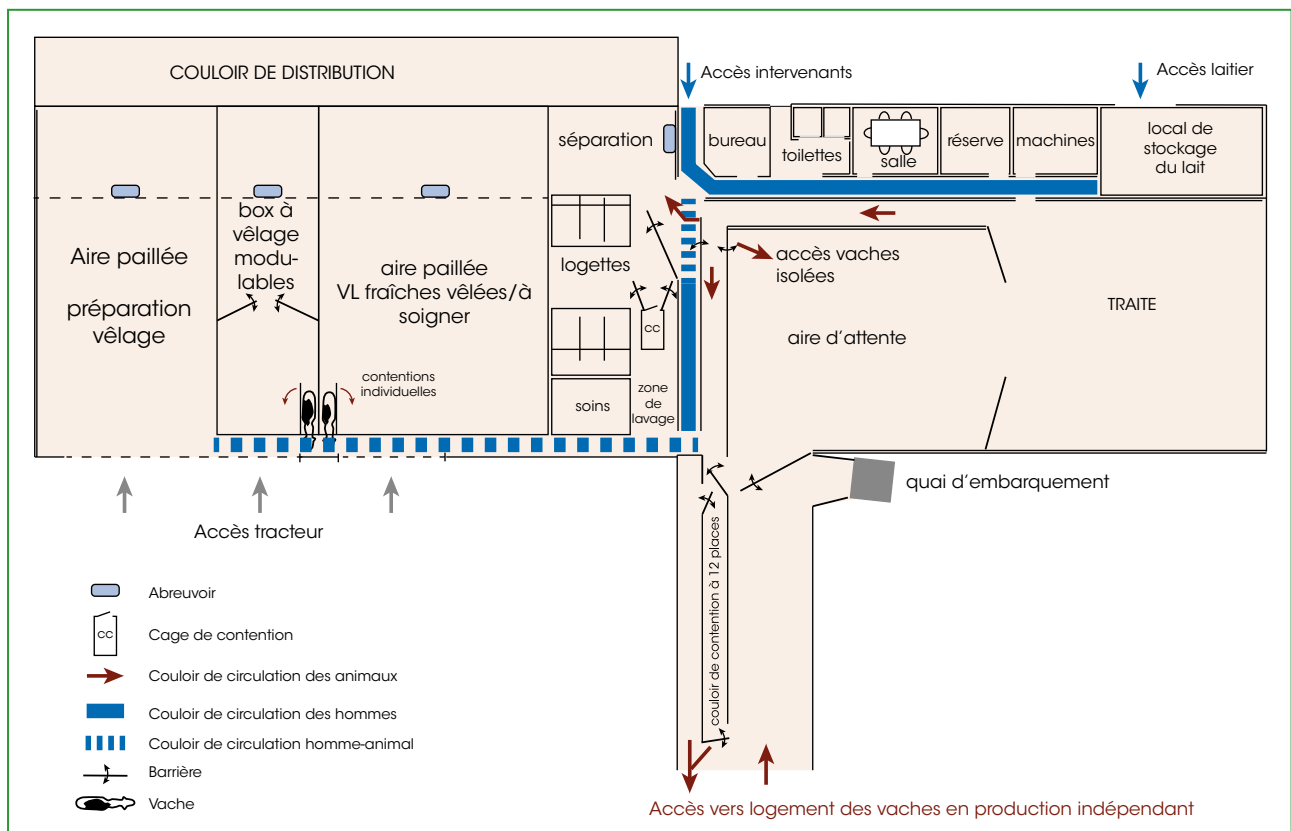 COULOIR DE DISTRIBUTION
Accès intervenants
Accès laitier
séparation
bureau
toilettes
salle
réserve
machines
local de
stockage
du lait
Aire paillée
préparation
vêlage
box à
vêlage
modu-
lables
aire paillée
VL fraîches vêlées/à
soigner
logettes
cc
accès vaches
isolées
aire d'attente
TRAITE
contentions
individuelles
soins
zone
de
lavage
quai d'embarquement
Accès tracteur
couloir de contention à 12 places
Abreuvoir
cc
Cage de contention
Couloir de circulation des animaux
Couloir de circulation des hommes
Couloir de circulation homme-animal
Barrière
Vache
Accès vers logement des vaches en production indépendant